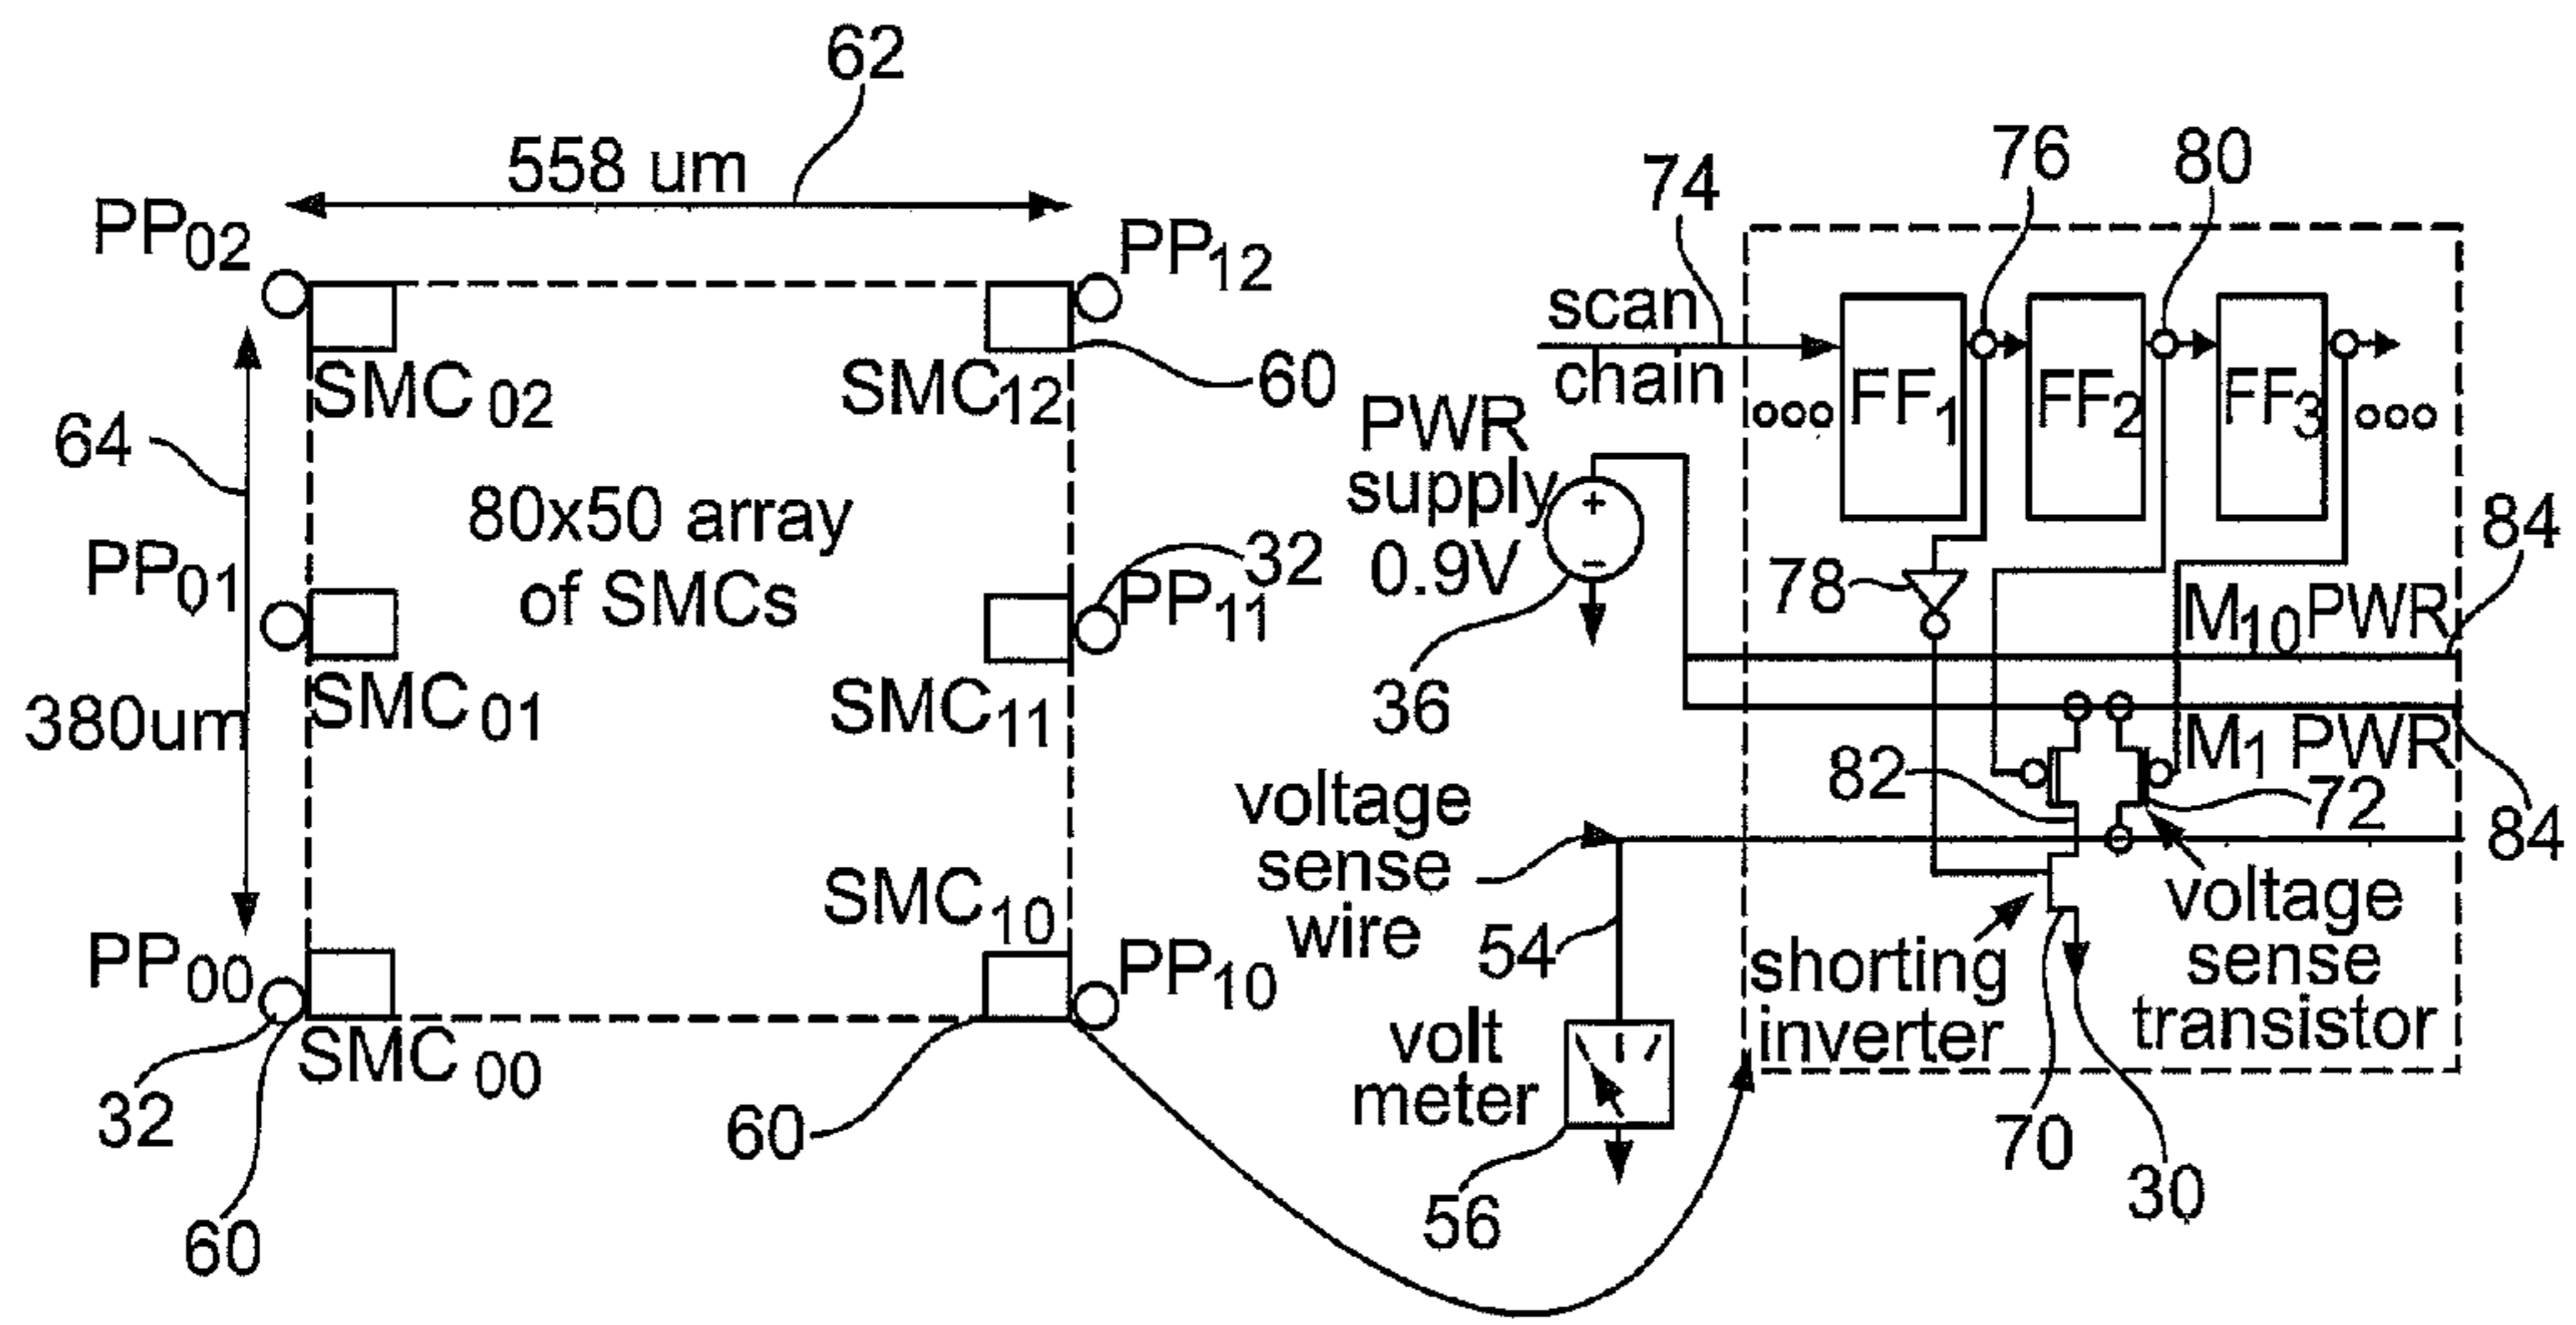 62
558 um
PP02
PP12
SMC02
SMC12
60
64
80x50 array
of SMCs
PP01
32
PP11
SMC01
SMC11
380um
SMC10
PP00
PP10
SMC00
32
60
60
74
76
80
scan
chain
ooo
FF1
FF2
FF3
ooo
PWR
supply
0.9V
+
-
36
78
84
M10PWR
M1 PWR
82
72
84
voltage
sense
wire
54
voltage
sense
transistor
shorting
inverter
volt
meter
56
70
30